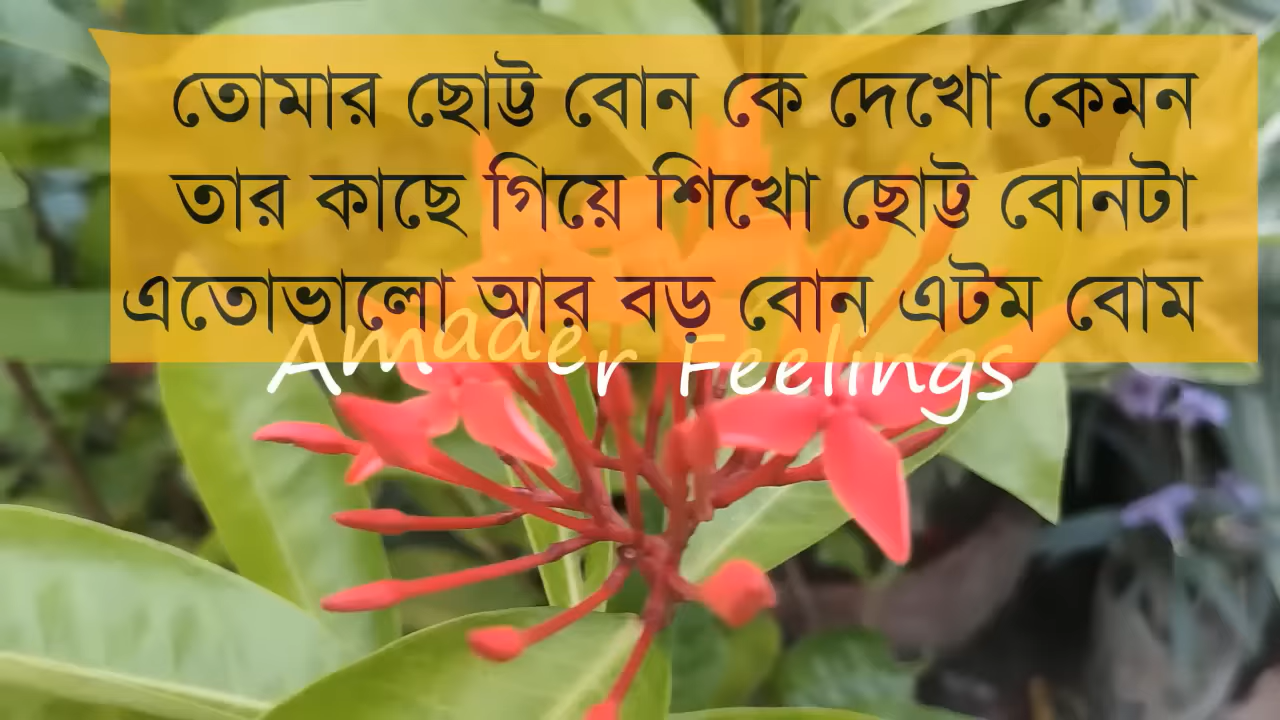 তোমার ছোট্ট বোন কে দেখো কেমন
তার কাছে গিয়ে শিখো ছোট্ট বোনটা
এতোভালো আর বড় বোন এটম বোম
Amader Feelings